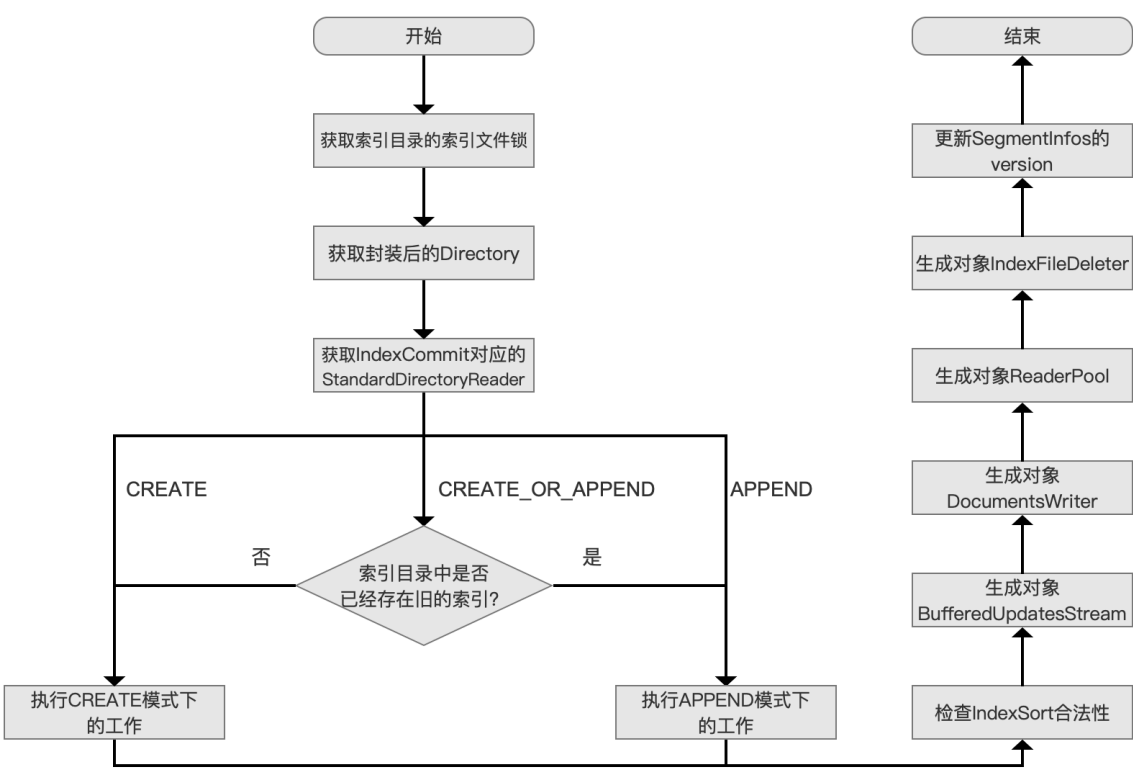 开始
获取索引目录的索引文件锁
获取封装后的Directory
获取IndexCommit对应的
StandardDirectoryReader
CREATE
CREATE_OR_APPEND
APPEND
否
是
索引目录中是否
已经存在旧的索引?
执行CREATE模式下
的工作
执行APPEND模式下
的工作
检查IndexSort合法性
生成对象
BufferedUpdatesStream
生成对象
DocumentsWriter
生成对象ReaderPool
生成对象IndexFileDeleter
更新SegmentInfos的
version
结束